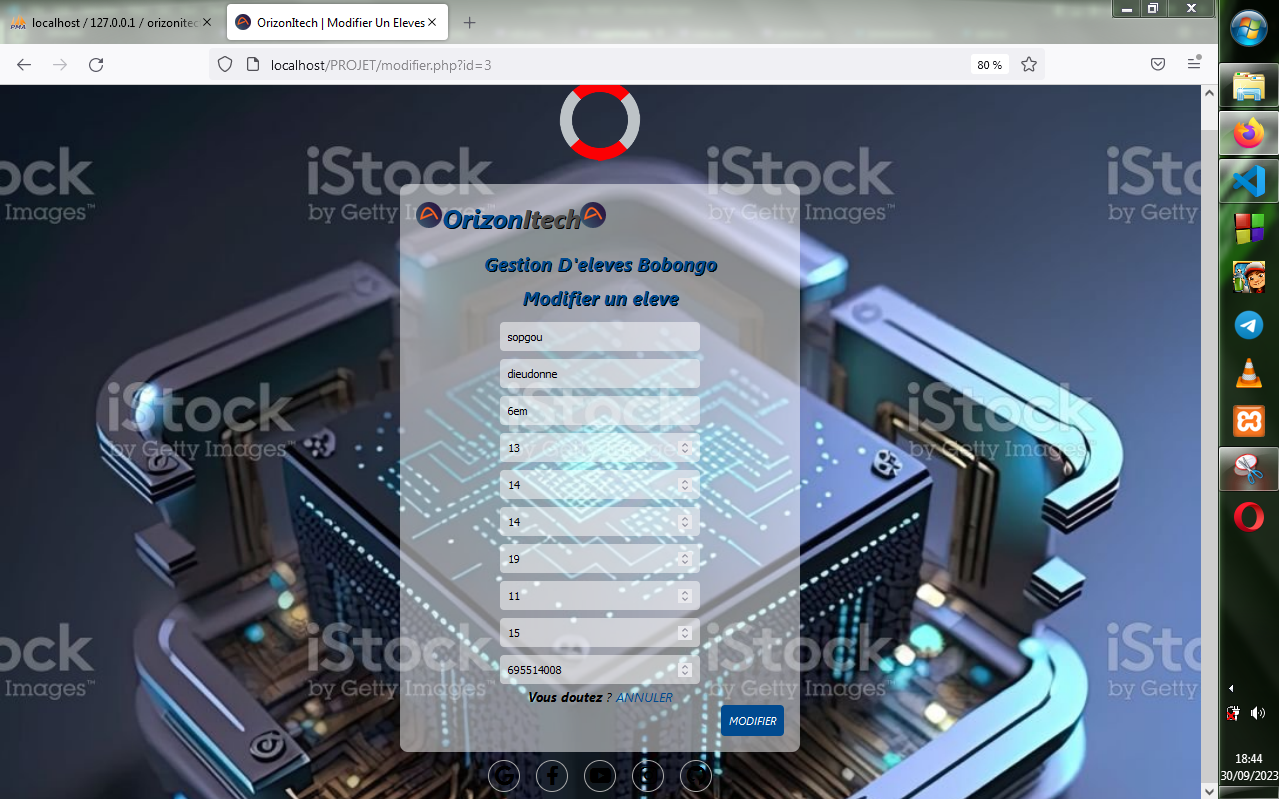 localhost / 127.0.0.1 / orizonitec
OrizonItech | Modifier Un Eleves
localhost/PROJET/modifier.php?id=3
80 %
iStock
by Getty Images™
OrizonItech
Gestion D'eleves Bobongo
Modifier un eleve
sopgou
dieudonne
6em
13
14
14
19
11
15
695514008
Vous doutez ? ANNULER
MODIFIER
18:44
30/09/2023